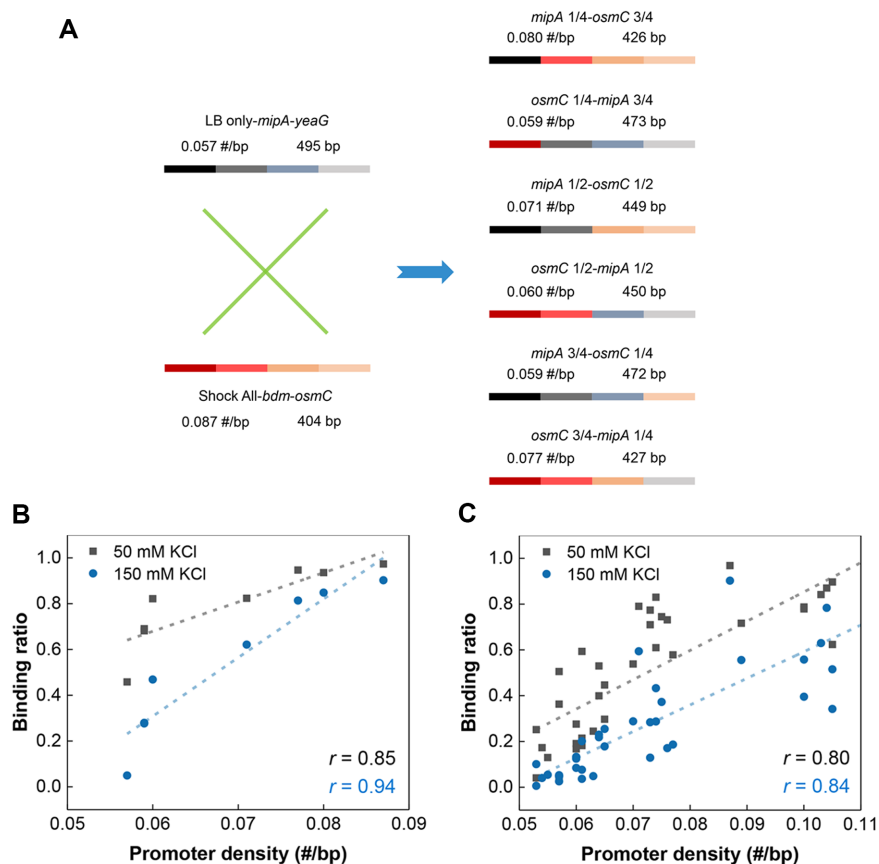 A
LB only-mipA-yeaG
0.057 #/bp 495 bp
Shock All-bdm-osmC
0.087 #/bp 404 bp
mipA 1/4-osmC 3/4
0.080 #/bp 426 bp
osmC 1/4-mipA 3/4
0.059 #/bp 473 bp
mipA 1/2-osmC 1/2
0.071 #/bp 449 bp
osmC 1/2-mipA 1/2
0.060 #/bp 450 bp
mipA 3/4-osmC 1/4
0.059 #/bp 472 bp
osmC 3/4-mipA 1/4
0.077 #/bp 427 bp
B
50 mM KCl
150 mM KCl
Binding ratio
1.0
0.8
0.6
0.4
0.2
0.0
r = 0.85
r = 0.94
0.05 0.06 0.07 0.08 0.09
Promoter density (#/bp)
C
50 mM KCl
150 mM KCl
Binding ratio
1.0
0.8
0.6
0.4
0.2
0.0
r = 0.80
r = 0.84
0.05 0.06 0.07 0.08 0.09 0.10 0.11
Promoter density (#/bp)